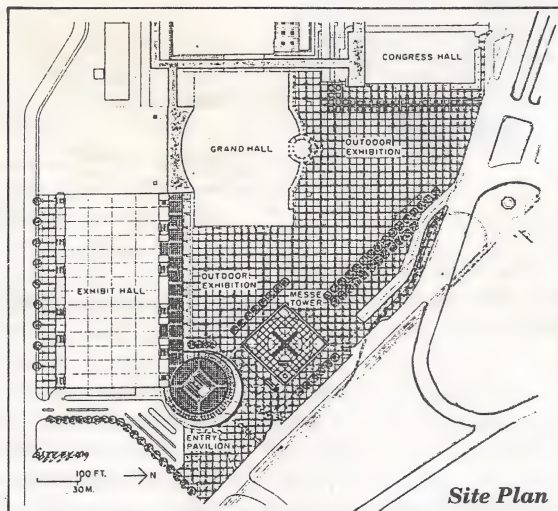 CONGRESS HALL
GRAND HALL
OUTDOOR
EXHIBITION
EXHIBIT HALL
OUTDOOR
EXHIBITION
MESSE
TOWER
ENTRY
PAVILION
100 FT.
30 M.
N
Site Plan